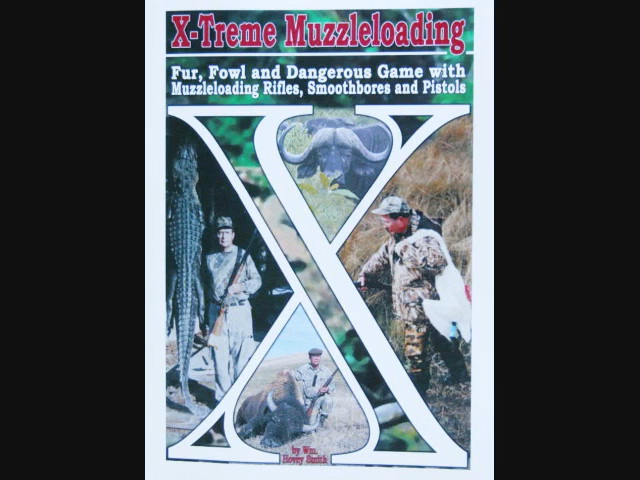 X-Treme Muzzleloading
Fur, Fowl and Dangerous Game with
Muzzleloading Rifles, Smoothbores and Pistols
X
by Wm.
Hovey Smith